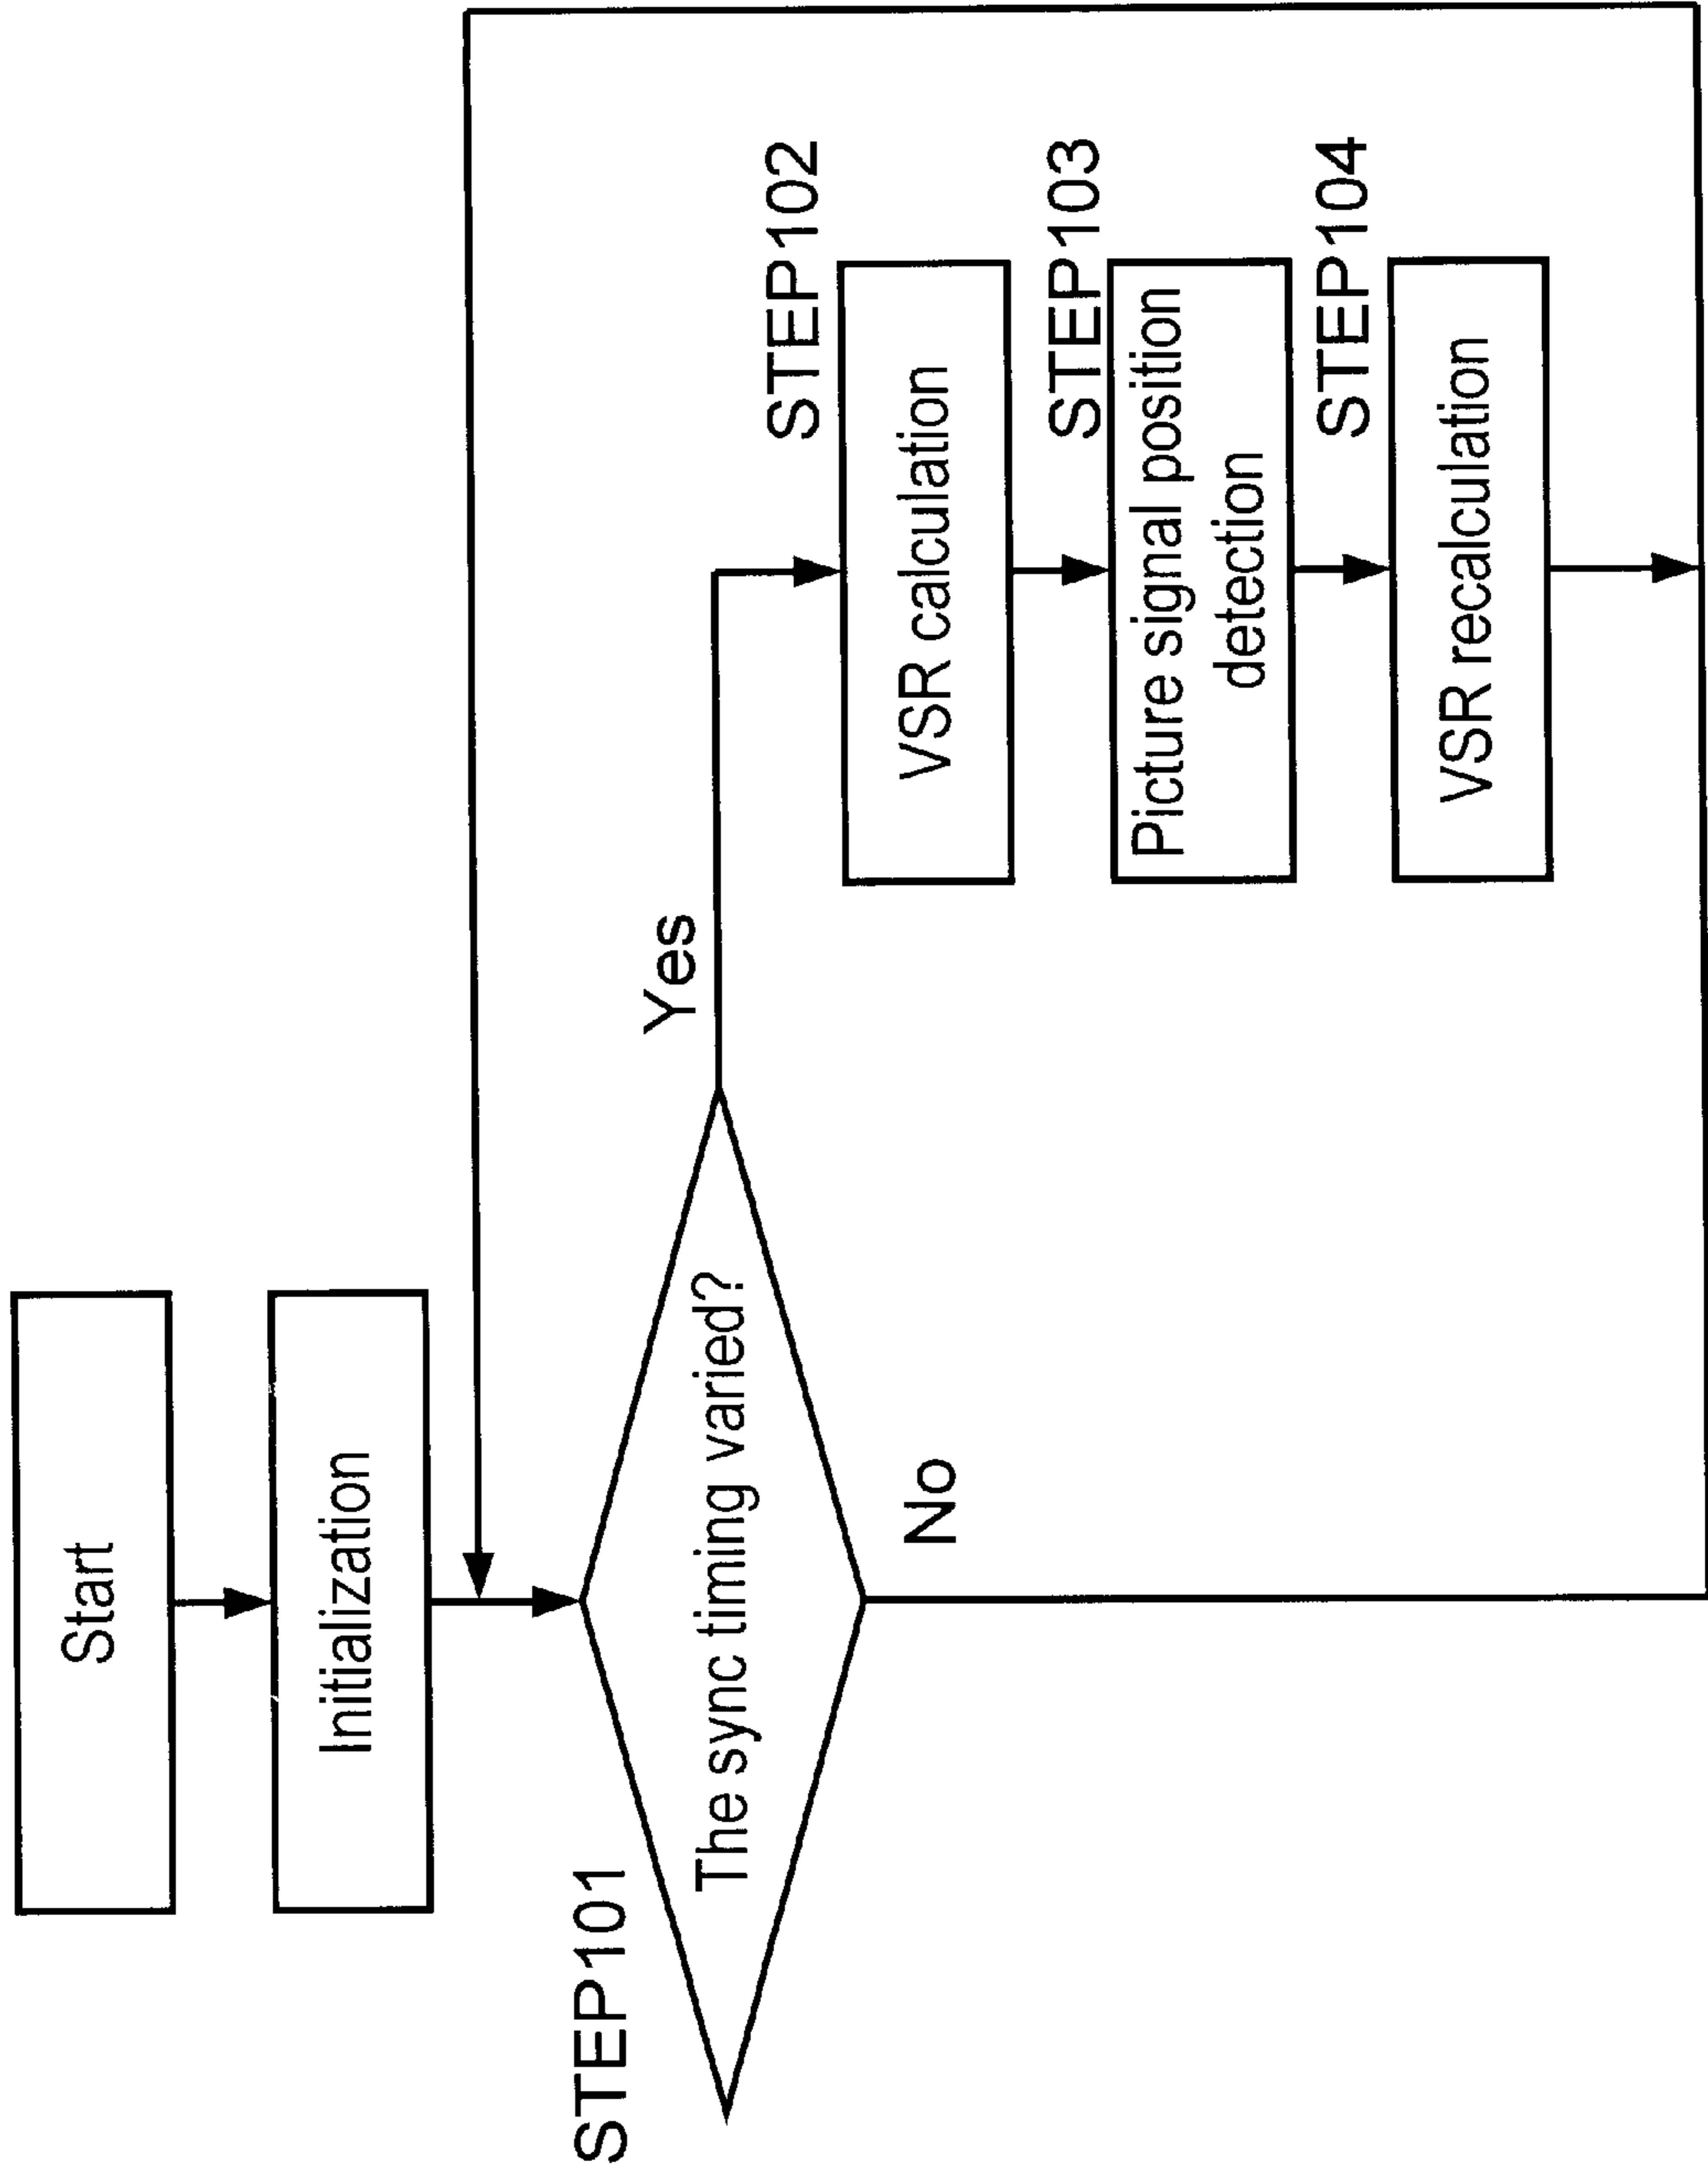 Start
Initialization
STEP101
The sync timing varied?
Yes
No
STEP102
VSR calculation
STEP103
Picture signal position
detection
STEP104
VSR recalculation